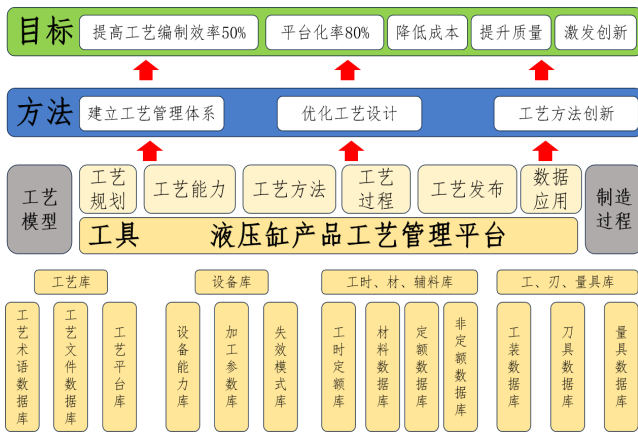 目标 提高工艺编制效率50% 平台化率80% 降低成本 提升质量 激发创新
方法 建立工艺管理体系 优化工艺设计 工艺方法创新
工艺模型
工艺规划
工艺能力
工艺方法
工艺过程
工艺发布
数据应用
制造过程
工具 液压缸产品工艺管理平台
工艺库 设备库 工时、材、辅料库 工、刃、量具库
工艺术语数据库
工艺文件数据库
工艺平台库
设备能力库
加工参数库
失效模式库
工时定额库
材料数据库
定额数据库
非定额数据库
工装数据库
刀具数据库
量具数据库